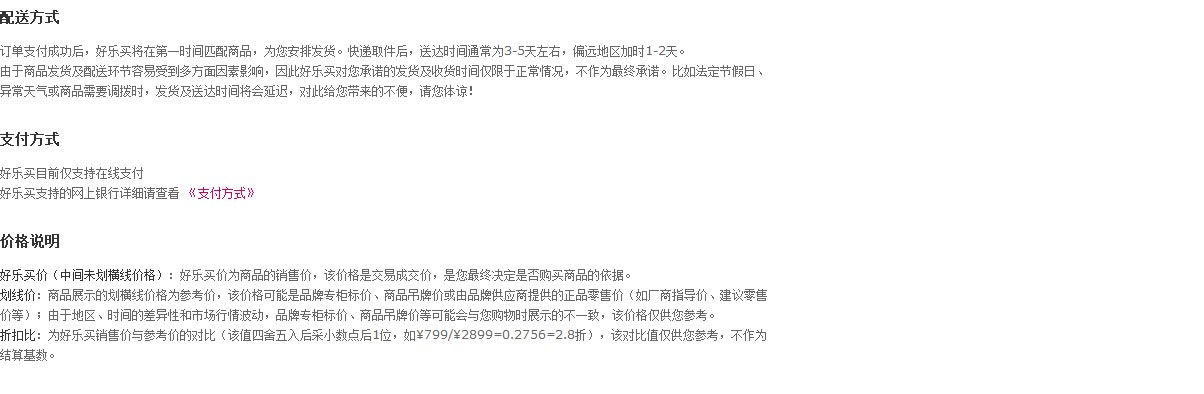 配送方式
订单支付成功后，好乐买将在第一时间匹配商品，为您安排发货。快递取件后，送达时间通常为3-5天左右，偏远地区加时1-2天。
由于商品发货及配送环节容易受到多方面因素影响，因此好乐买对您承诺的发货及收货时间仅限于正常情况，不作为最终承诺。比如法定节假日、
异常天气或商品需要调拨时，发货及送达时间将会延迟，对此给您带来的不便，请您体谅！
支付方式
好乐买目前仅支持在线支付
好乐买支持的网上银行详细请查看 《支付方式》
价格说明
好乐买价（中间未划横线价格）：好乐买价为商品的销售价，该价格是交易成交价，是您最终决定是否购买商品的依据。
划线价：商品展示的划横线价格为参考价，该价格可能是品牌专柜标价、商品吊牌价或由品牌供应商提供的正品零售价（如厂商指导价、建议零售
价等）；由于地区、时间的差异性和市场行情波动，品牌专柜标价、商品吊牌价等可能会与您购物时展示的不一致，该价格仅供您参考。
折扣比：为好乐买销售价与参考价的对比（该值四舍五入后采小数点后1位，如¥799/¥2899=0.2756=2.8折），该对比值仅供您参考，不作为
结算基数。